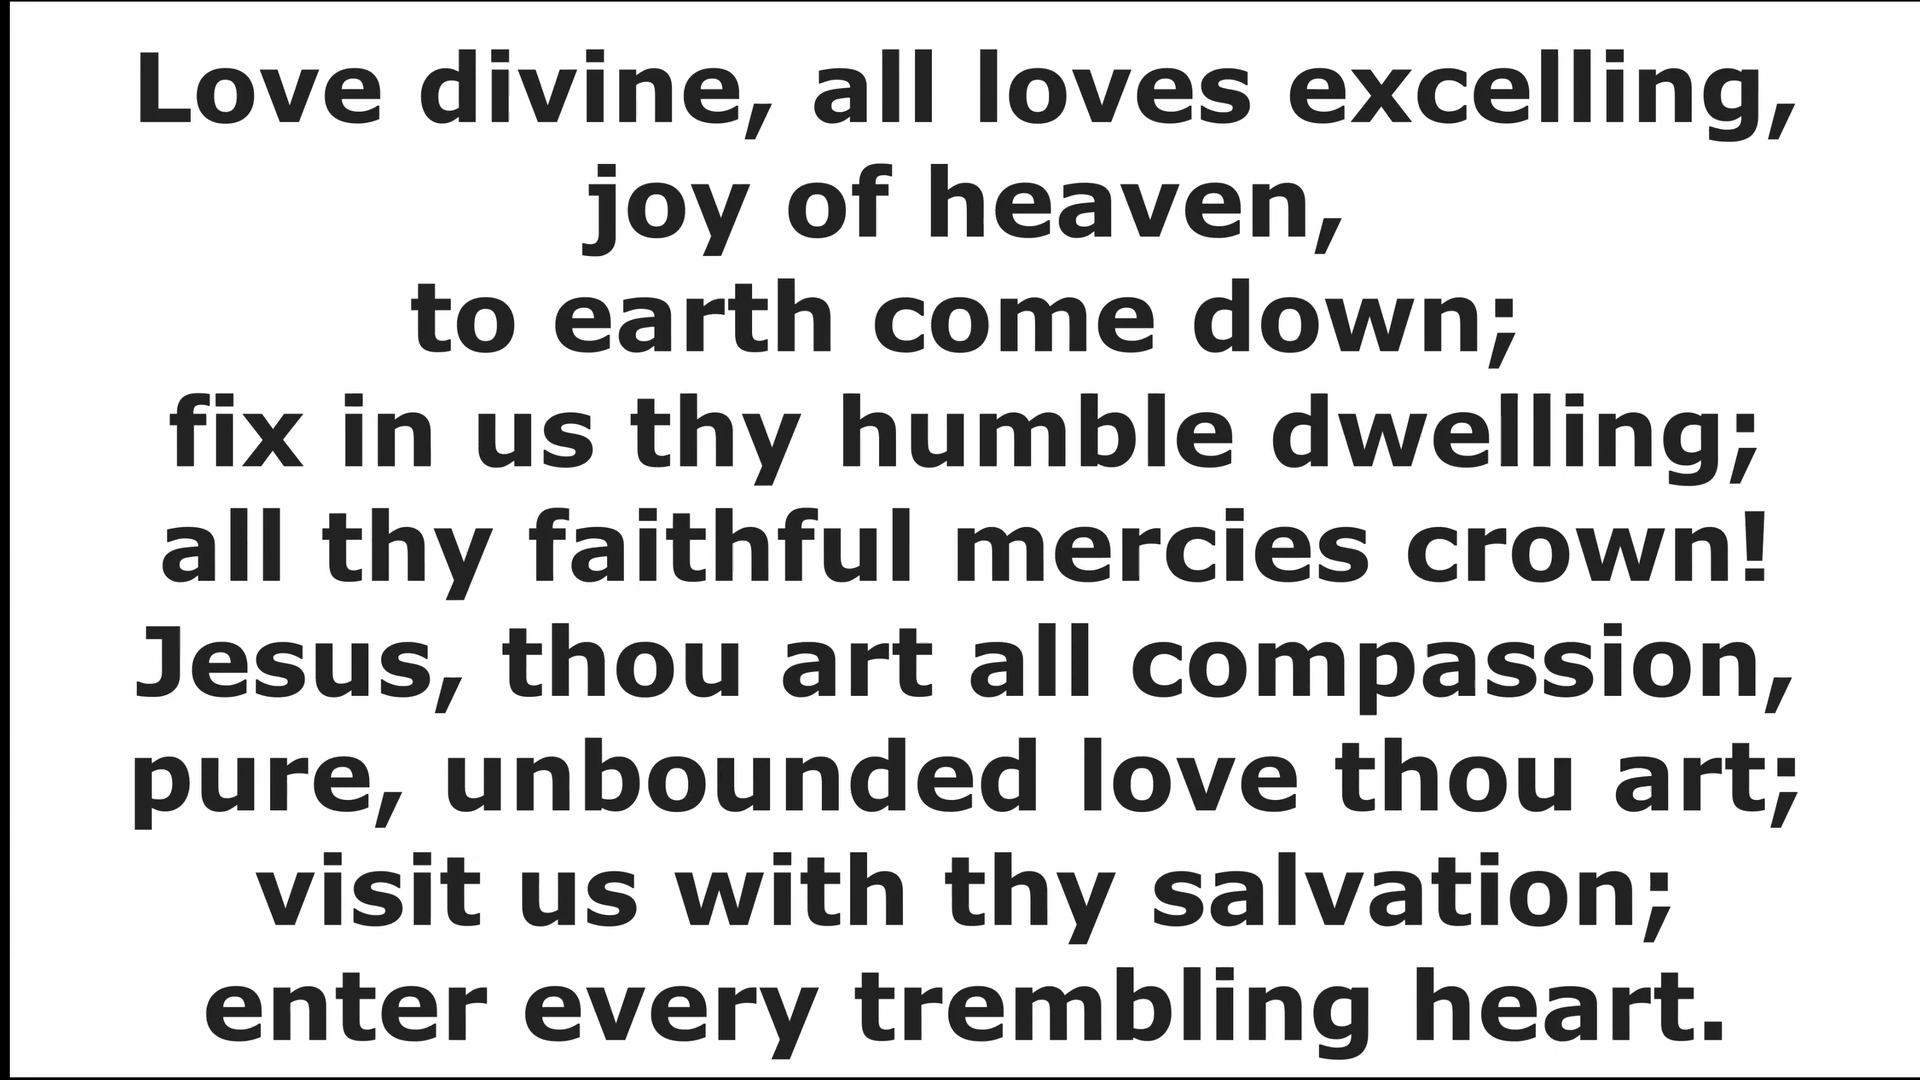 Love divine, all loves excelling,
joy of heaven,
to earth come down;
fix in us thy humble dwelling;
all thy faithful mercies crown!
Jesus, thou art all compassion,
pure, unbounded love thou art;
visit us with thy salvation;
enter every trembling heart.